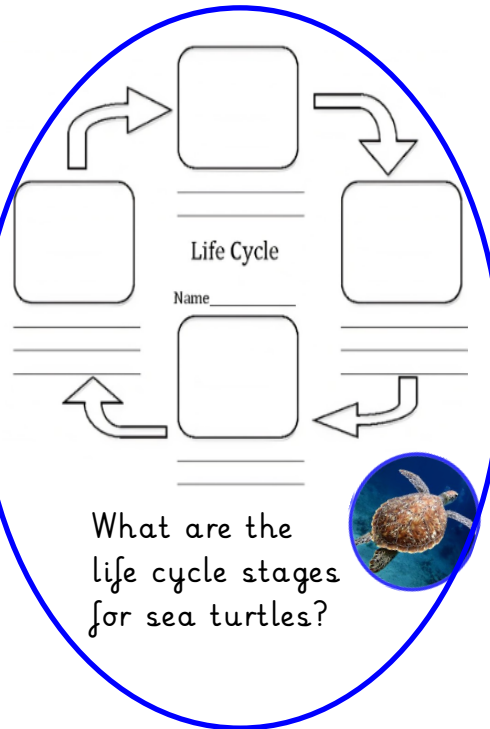 Life Cycle
Name
What are the
life cycle stages
for sea turtles?